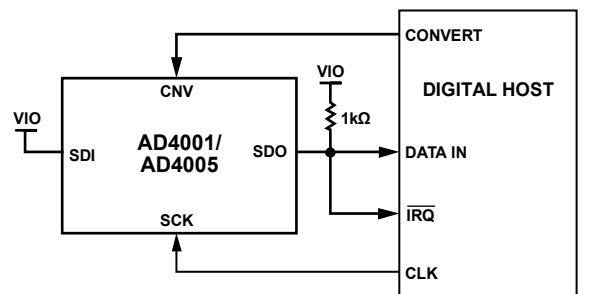 CONVERT
VIO
CNV
DIGITAL HOST
VIO
1kΩ
SDI
AD4001/
AD4005
SDO
DATA IN
IRQ
SCK
CLK